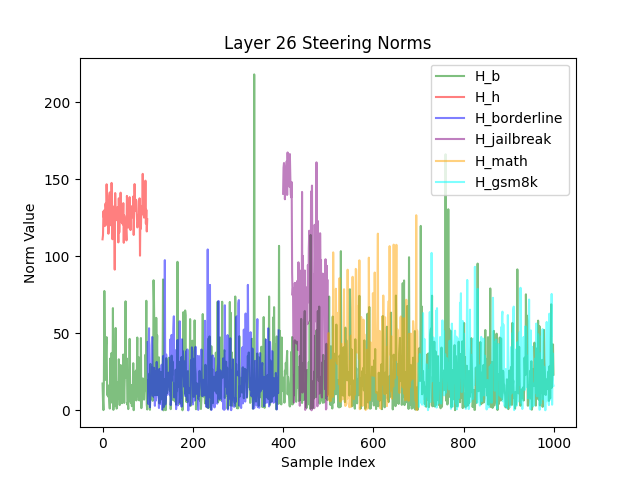 Layer 26 Steering Norms
H_b
H_h
H_borderline
H_jailbreak
H_math
H_gsm8k
Norm Value
200
150
100
50
0
0 200 400 600 800 1000
Sample Index